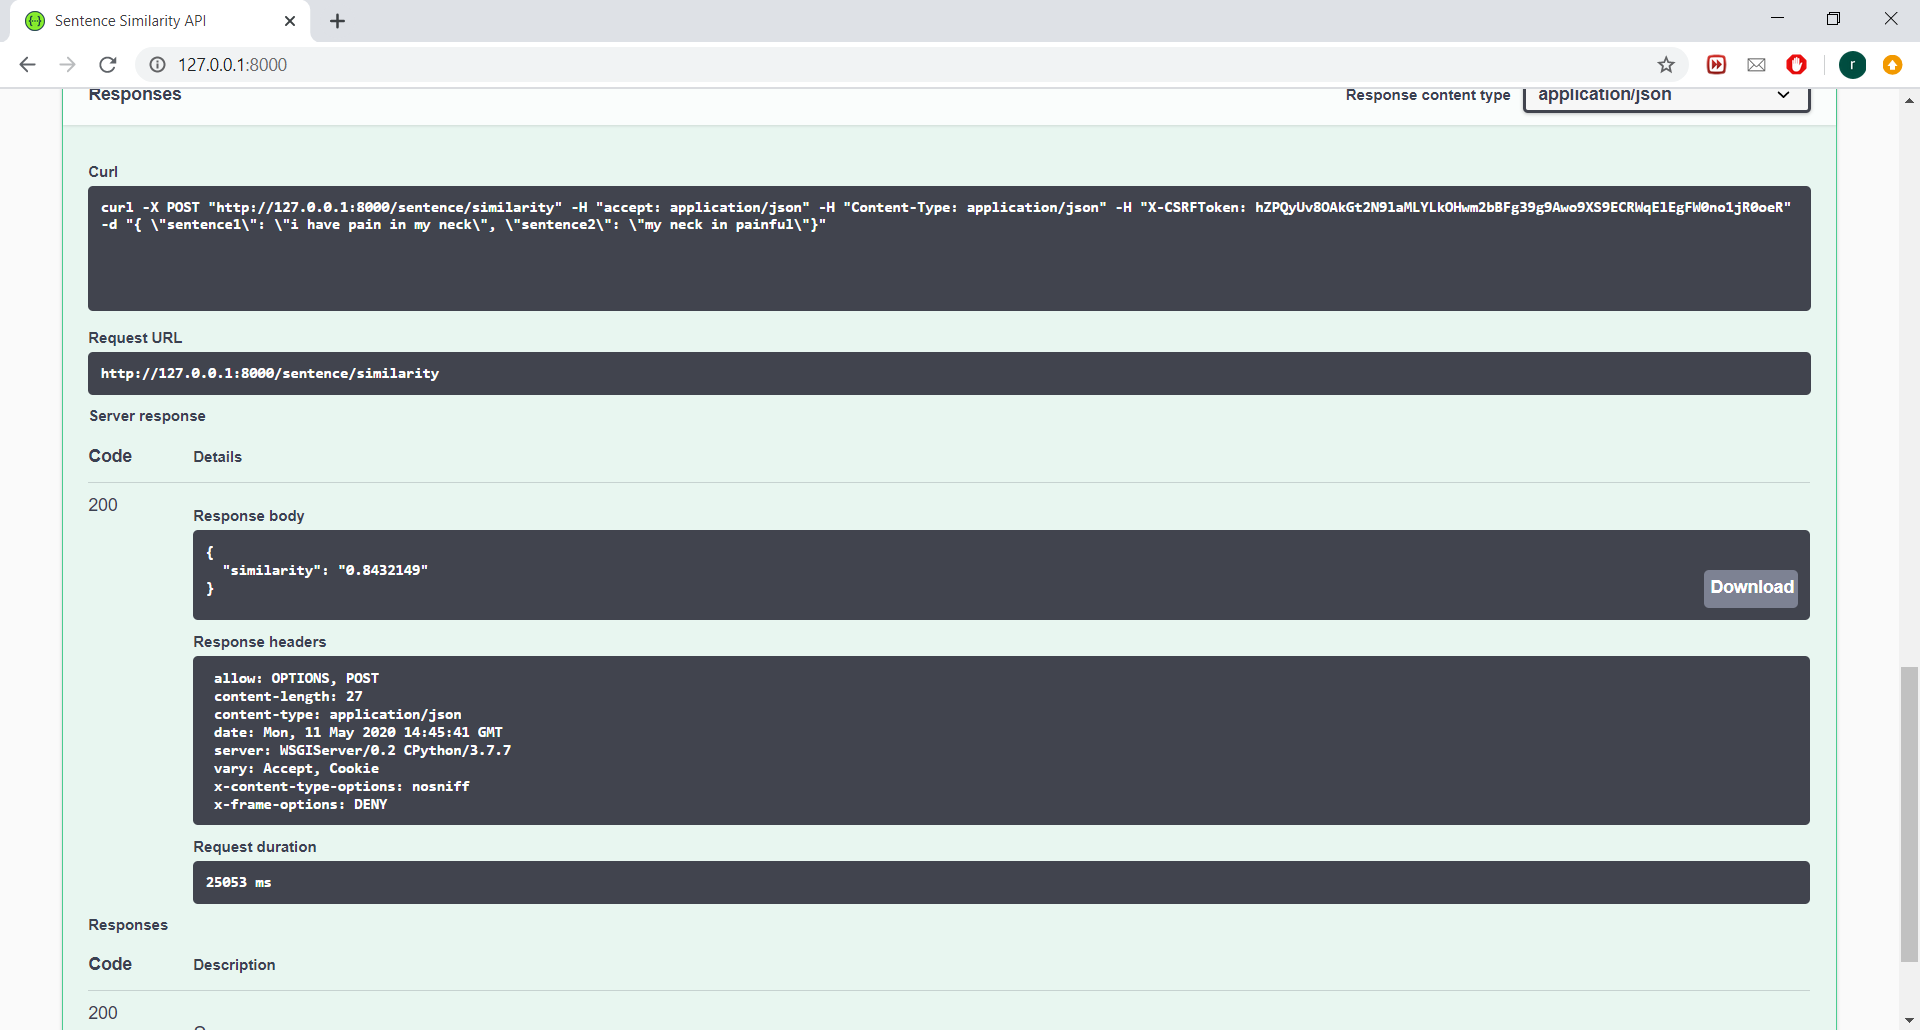 Sentence Similarity API
127.0.0.1:8000
r
Responses
Response content type
application/json
Curl
curl -X POST "http://127.0.0.1:8000/sentence/similarity" -H "accept: application/json" -H "Content-Type: application/json" -H "X-CSRFToken: hZPQyUv8OAkGt2N9laMLYLkOHwm2bBFg39g9Awo9XS9ECRWqElEgFW0no1jR0oeR"
-d "{ \"sentence1\": \"i have pain in my neck\", \"sentence2\": \"my neck in painful\"}"
Request URL
http://127.0.0.1:8000/sentence/similarity
Server response
Code Details
200
Response body
{
"similarity": "0.8432149"
}
Download
Response headers
allow: OPTIONS, POST
content-length: 27
content-type: application/json
date: Mon, 11 May 2020 14:45:41 GMT
server: WSGIServer/0.2 CPython/3.7.7
vary: Accept, Cookie
x-content-type-options: nosniff
x-frame-options: DENY
Request duration
25053 ms
Responses
Code Description
200